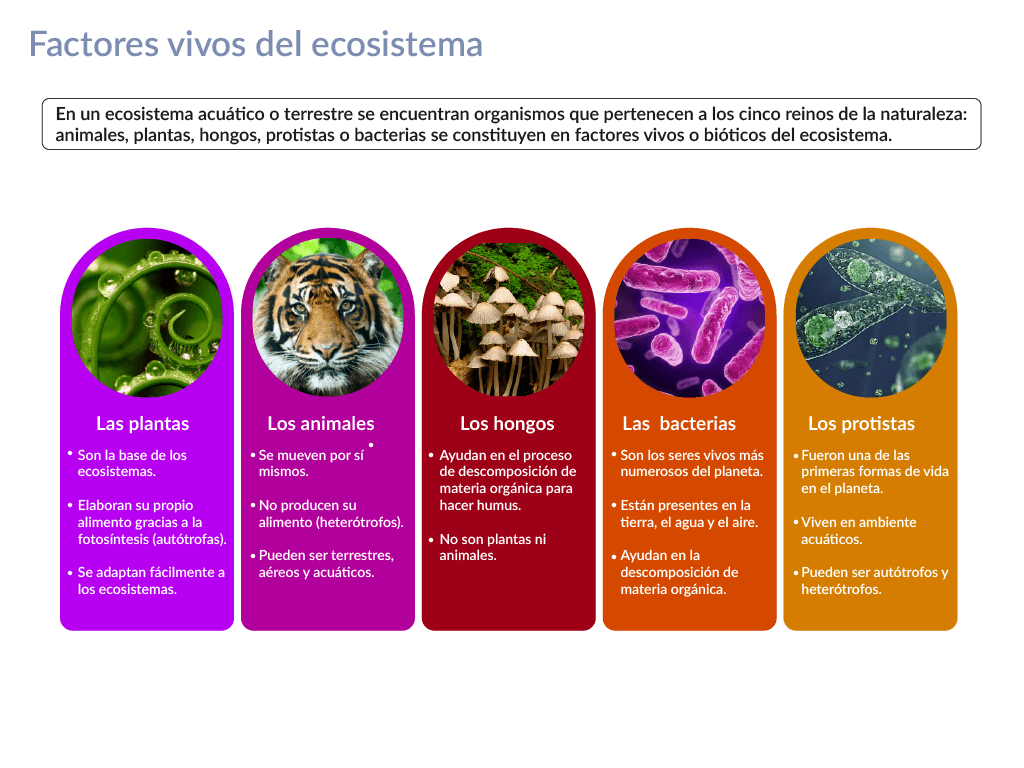 Factores vivos del ecosistema
En un ecosistema acuático o terrestre se encuentran organismos que pertenecen a los cinco reinos de la naturaleza:
animales, plantas, hongos, protistas o bacterias se constituyen en factores vivos o bióticos del ecosistema.
Las plantas
• Son la base de los
ecosistemas.
• Elaboran su propio
alimento gracias a la
fotosíntesis (autótrofas).
• Se adaptan fácilmente a
los ecosistemas.
Los animales
• Se mueven por sí
mismos.
• No producen su
alimento (heterótrofos).
• Pueden ser terrestres,
aéreos y acuáticos.
Los hongos
• Ayudan en el proceso
de descomposición de
materia orgánica para
hacer humus.
• No son plantas ni
animales.
Las  bacterias
• Son los seres vivos más
numerosos del planeta.
• Están presentes en la
tierra, el agua y el aire.
• Ayudan en la
descomposición de
materia orgánica.
Los protistas
• Fueron una de las
primeras formas de vida
en el planeta.
• Viven en ambiente
acuáticos.
• Pueden ser autótrofos y
heterótrofos.